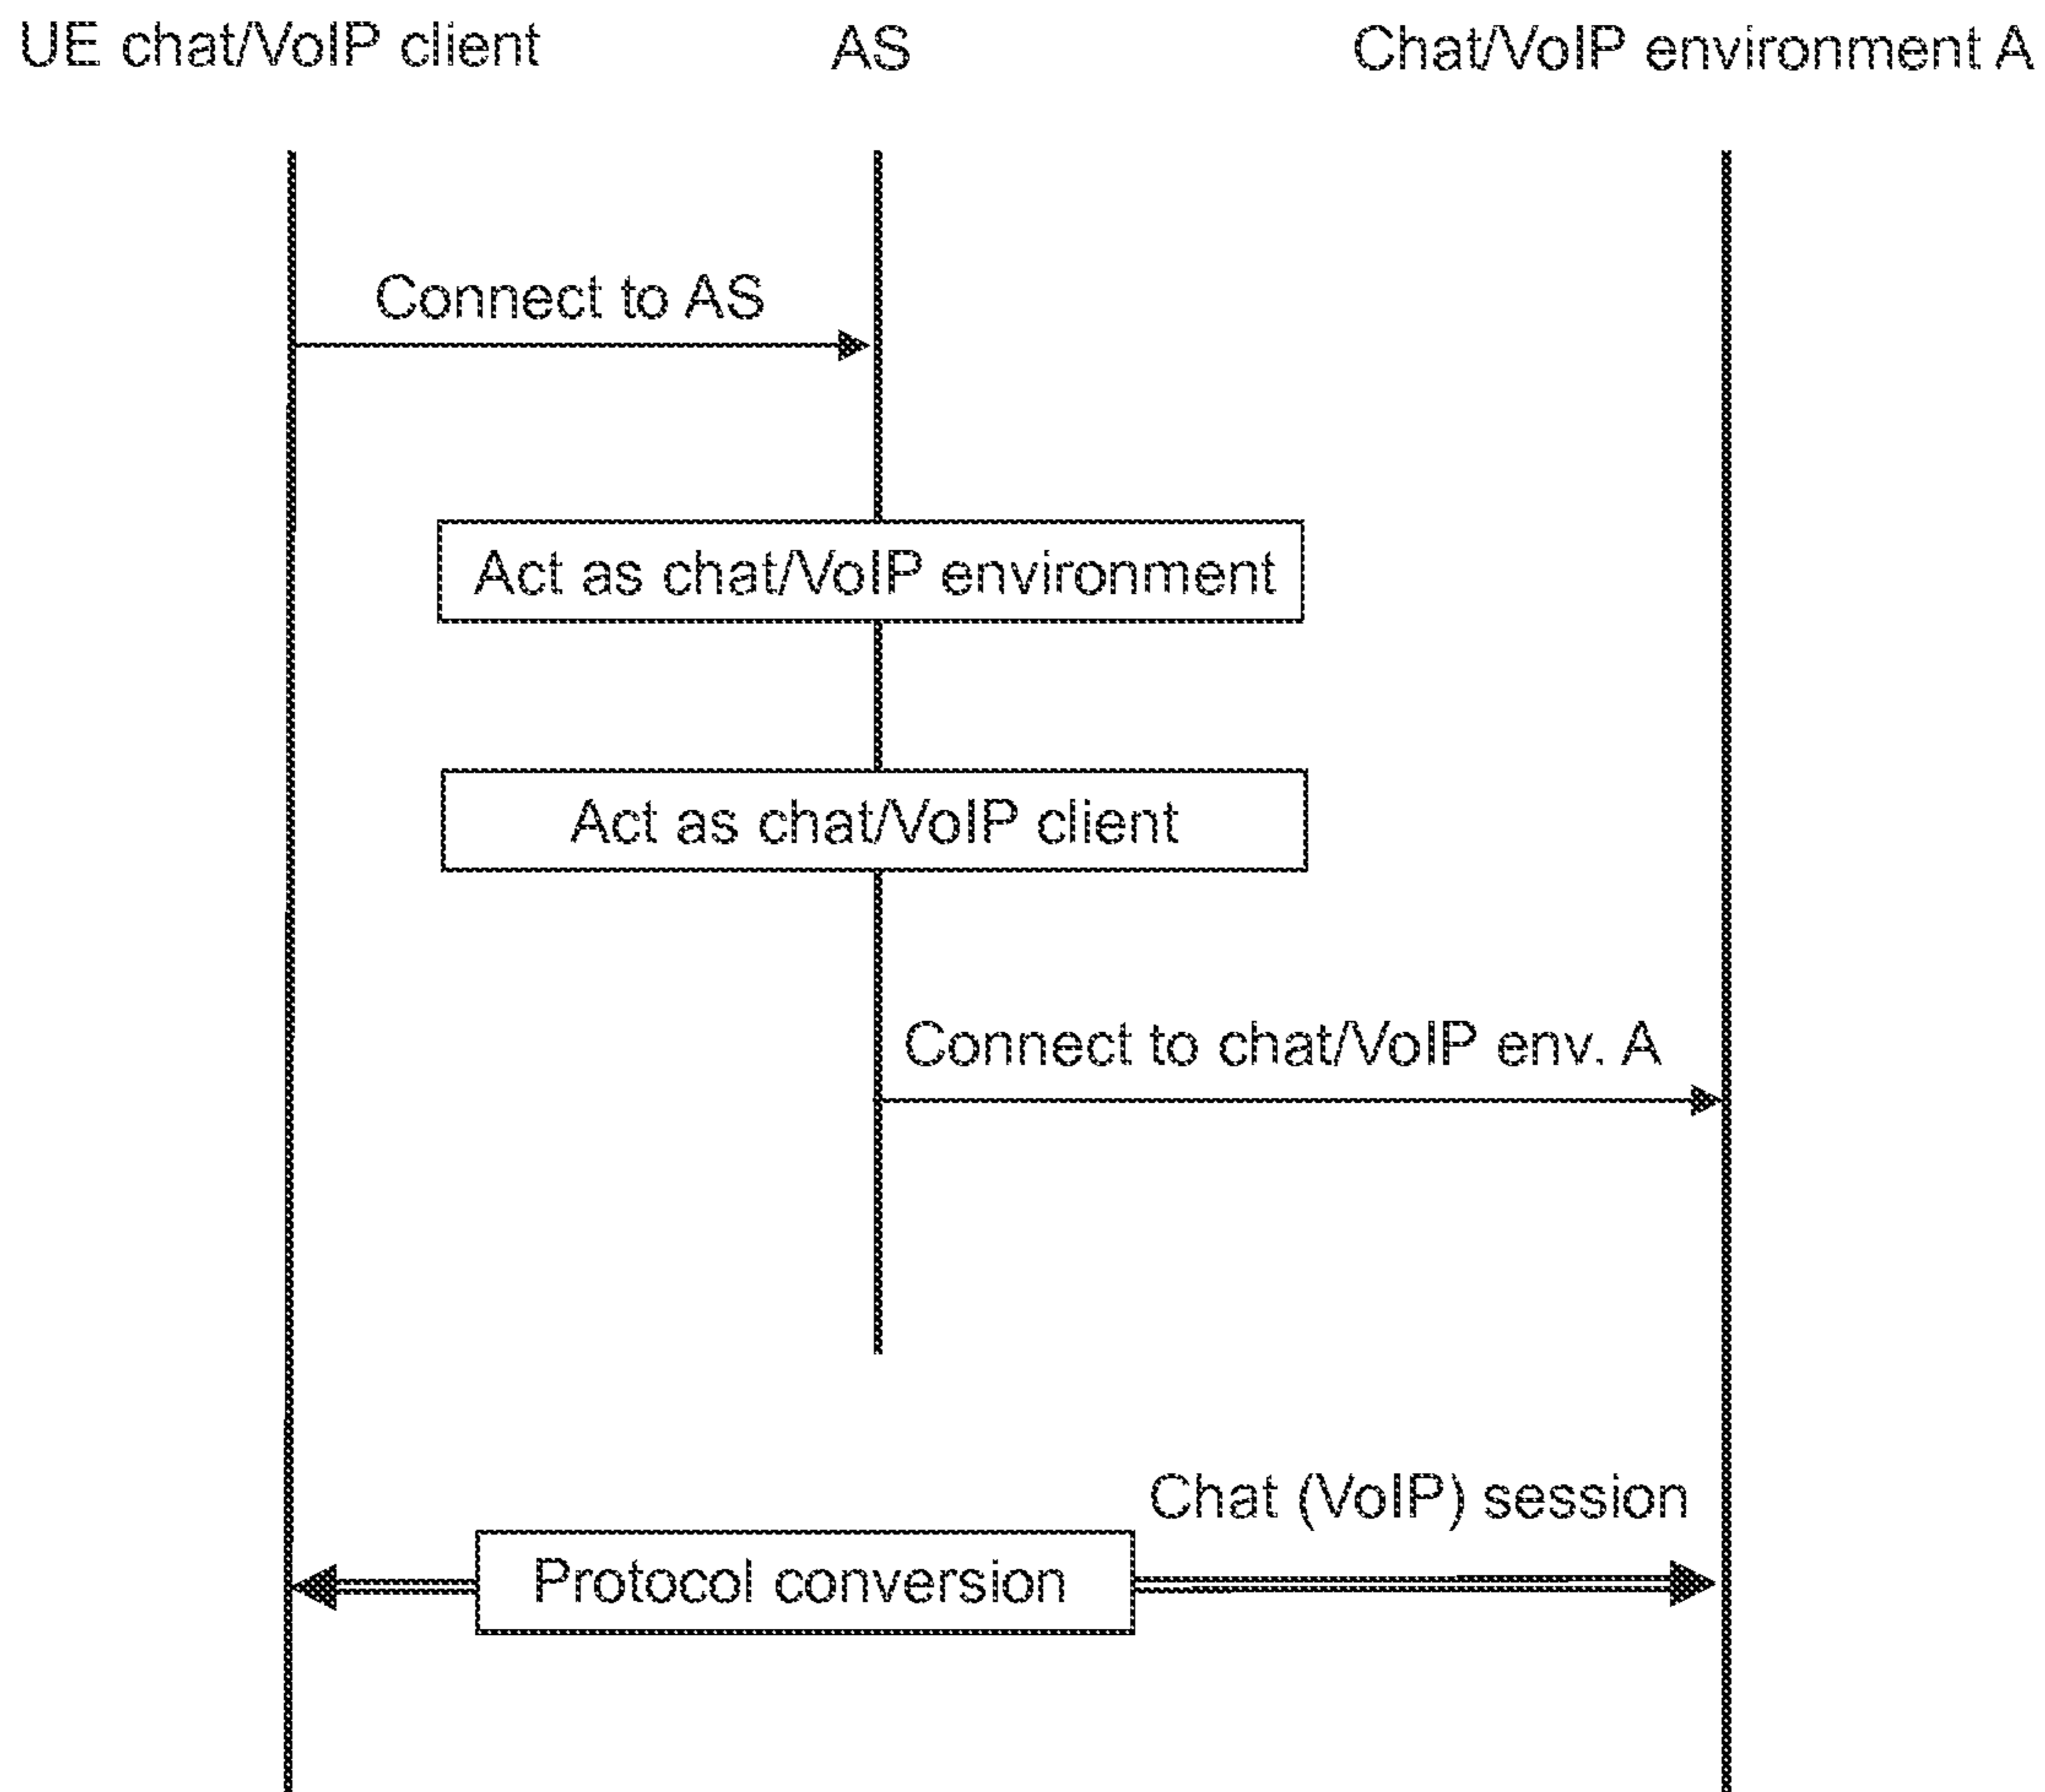 UE chat/VoIP client
AS
Chat/VoIP environment A
Connect to AS
Act as chat/VoIP environment
Act as chat/VoIP client
Connect to chat/VoIP env. A
Chat (VoIP) session
Protocol conversion